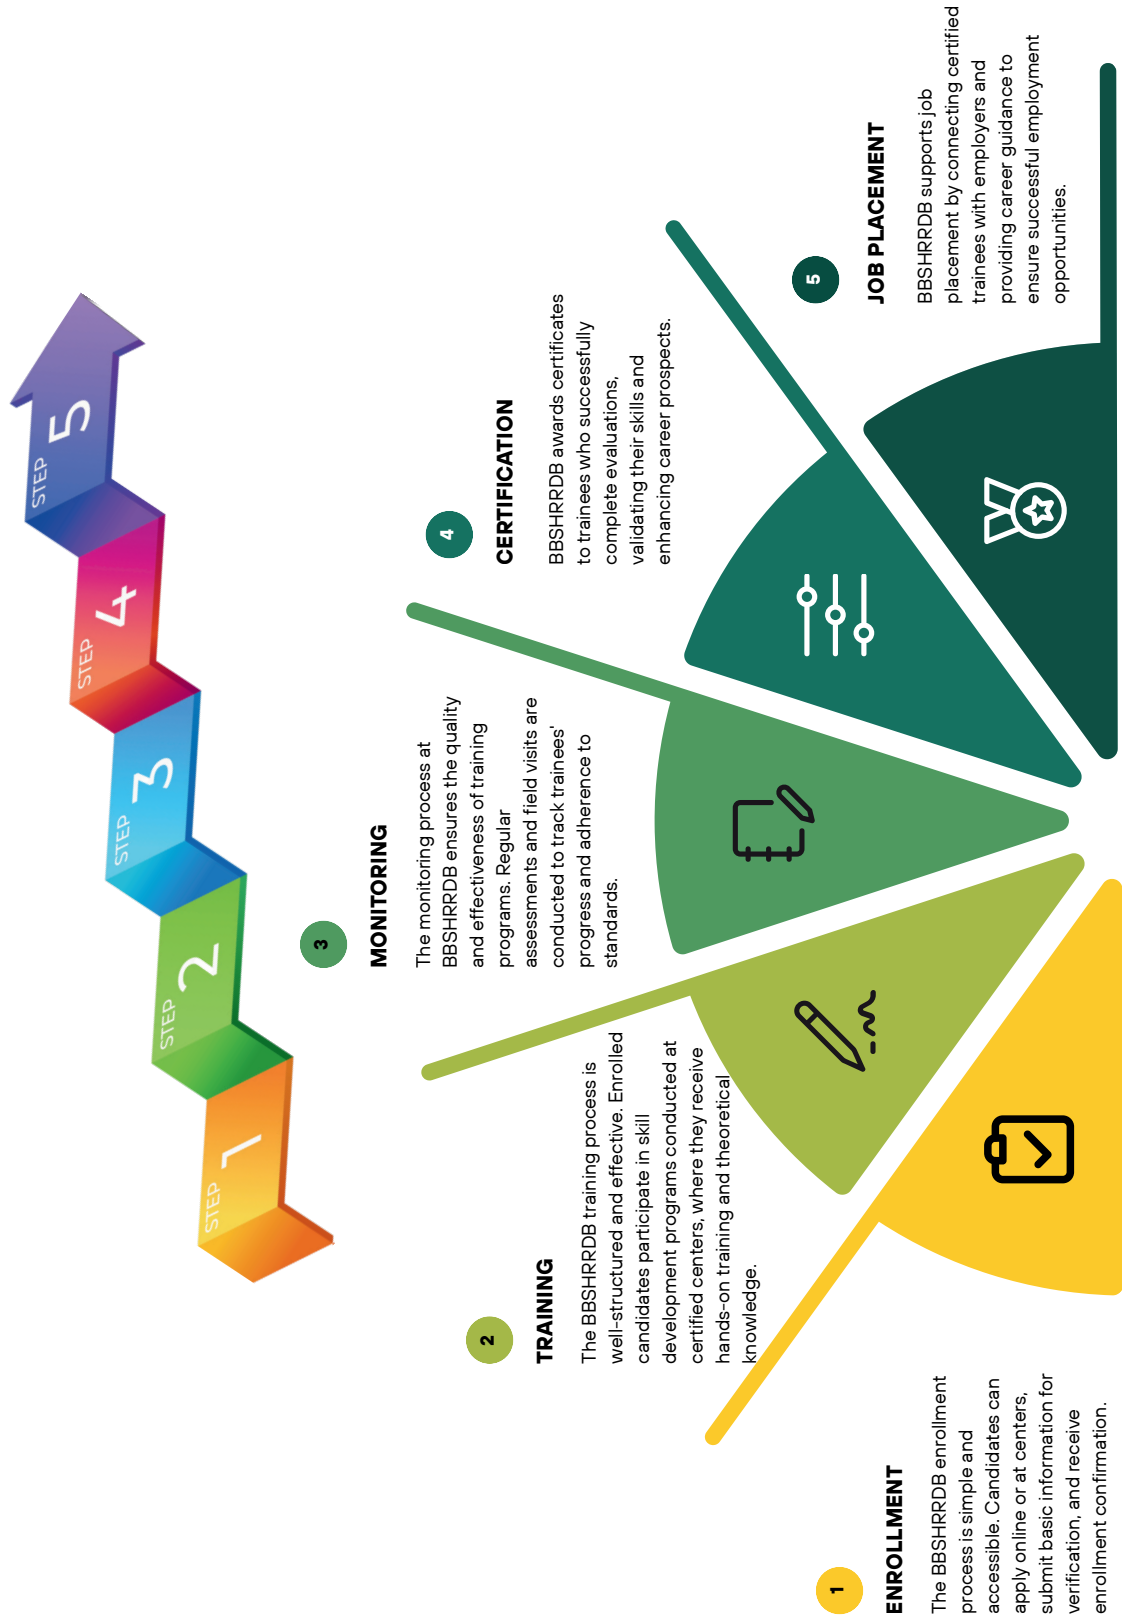 STEP
1
STEP
2
STEP
3
STEP
4
STEP
5
1
ENROLLMENT
The BBSHRRDB enrollment
process is simple and
accessible. Candidates can
apply online or at centers,
submit basic information for
verification, and receive
enrollment confirmation.
2
TRAINING
The BBSHRRDB training process is
well-structured and effective. Enrolled
candidates participate in skill
development programs conducted at
certified centers, where they receive
hands-on training and theoretical
knowledge.
3
MONITORING
The monitoring process at
BBSHRRDB ensures the quality
and effectiveness of training
programs. Regular
assessments and field visits are
conducted to track trainees'
progress and adherence to
standards.
4
CERTIFICATION
BBSHRRDB awards certificates
to trainees who successfully
complete evaluations,
validating their skills and
enhancing career prospects.
5
JOB PLACEMENT
BBSHRRDB supports job
placement by connecting certified
trainees with employers and
providing career guidance to
ensure successful employment
opportunities.